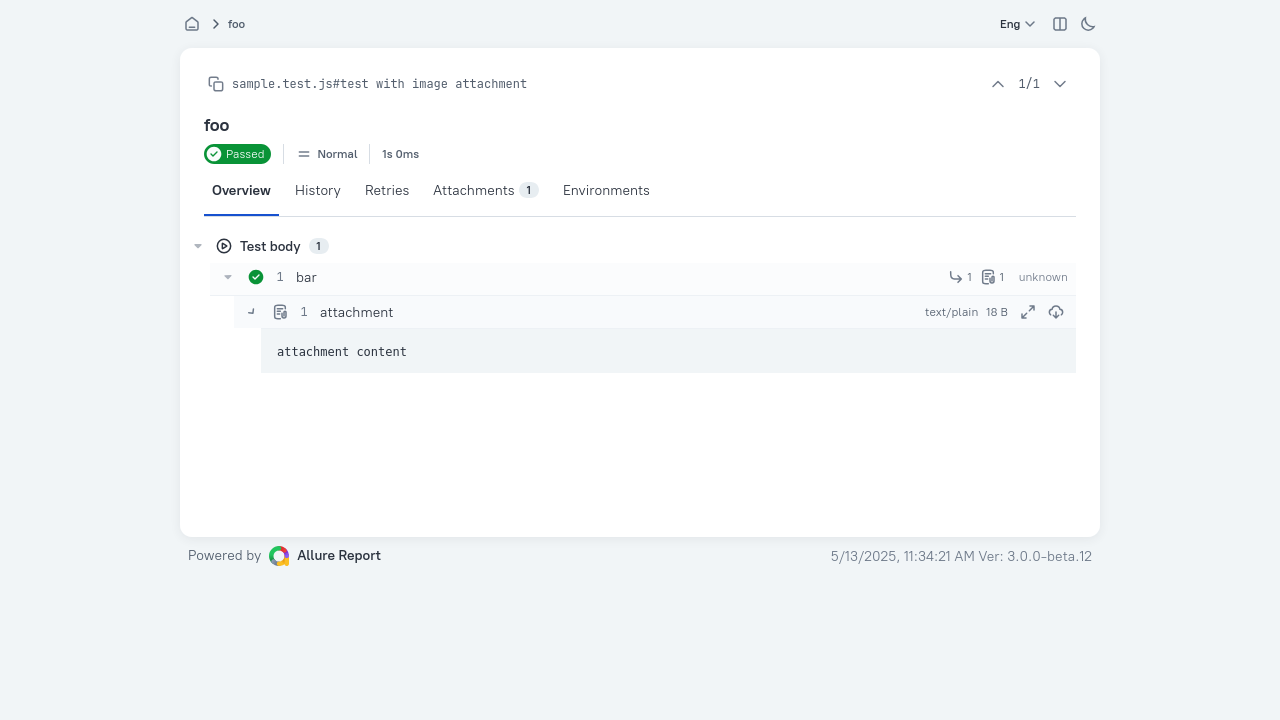 foo
Eng
sample.test.js#test with image attachment
1/1
foo
Passed
Normal
1s 0ms
Overview
History
Retries
Attachments 1
Environments
Test body 1
1 bar
1
1
unknown
1 attachment
text/plain 18 B
attachment content
Powered by Allure Report
5/13/2025, 11:34:21 AM Ver: 3.0.0-beta.12